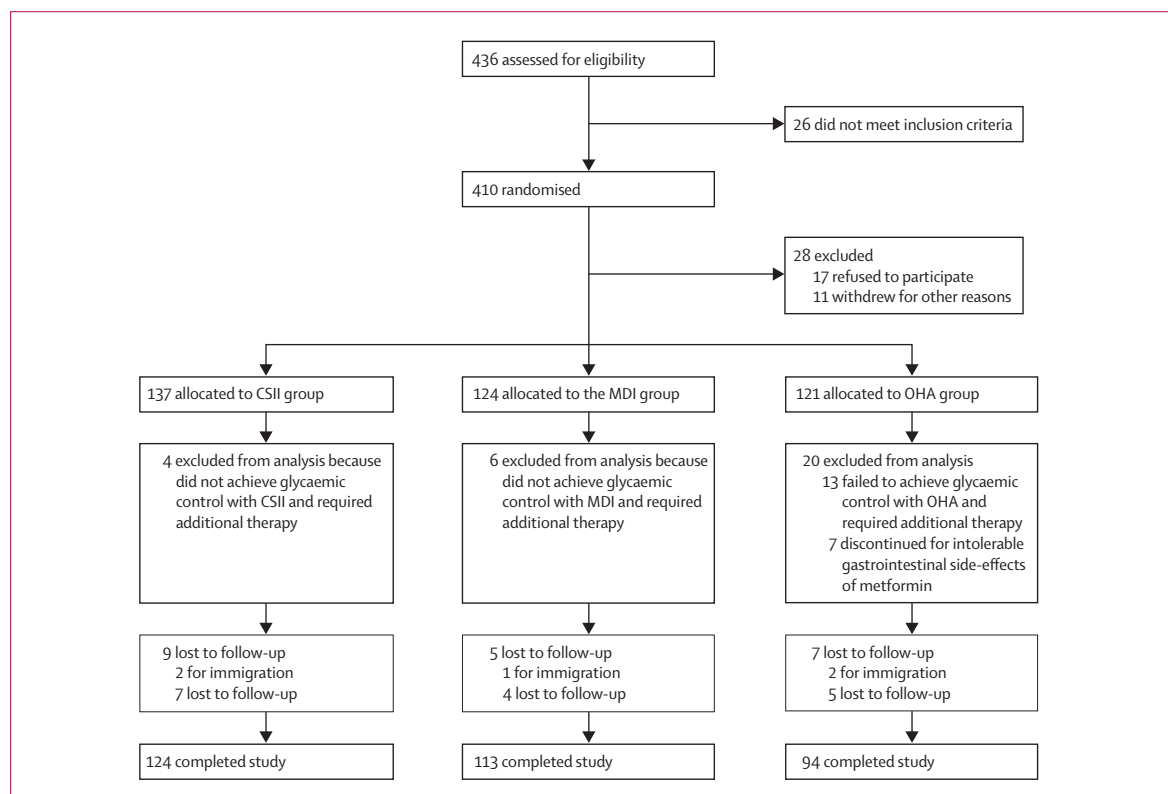 436 assessed for eligibility
26 did not meet inclusion criteria
410 randomised
28 excluded
17 refused to participate
11 withdrew for other reasons
137 allocated to CSII group
124 allocated to the MDI group
121 allocated to OHA group
4 excluded from analysis because
did not achieve glycaemic
control with CSII and required
additional therapy
6 excluded from analysis because
did not achieve glycaemic
control with MDI and required
additional therapy
20 excluded from analysis
13 failed to achieve glycaemic
control with OHA and
required additional therapy
7 discontinued for intolerable
gastrointestinal side-effects
of metformin
9 lost to follow-up
2 for immigration
7 lost to follow-up
5 lost to follow-up
1 for immigration
4 lost to follow-up
7 lost to follow-up
2 for immigration
5 lost to follow-up
124 completed study
113 completed study
94 completed study